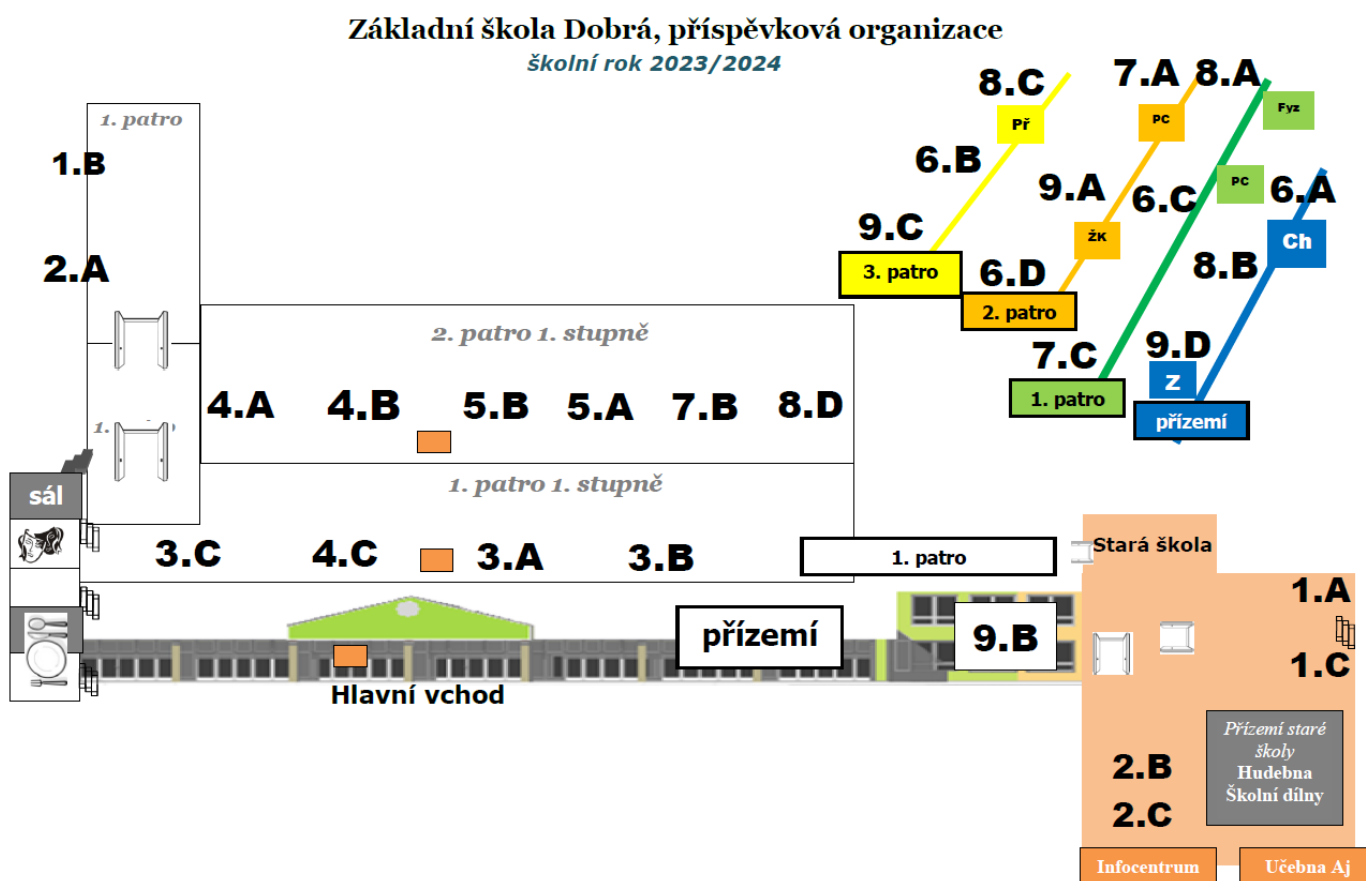 Základní škola Dobrá, příspěvková organizace
školní rok 2023/2024
8.C
7.A
8.A
Př
PC
Fyz
6.B
9.A
6.C
PC
6.A
9.C
ŽK
Ch
3. patro
6.D
8.B
2. patro
7.C
9.D
1. patro
Z
přízemí
1. patro
1.B
2.A
2. patro 1. stupně
4.A
4.B
5.B
5.A
7.B
8.D
1.
sál
1. patro 1. stupně
3.C
4.C
3.A
3.B
1. patro
Stará škola
přízemí
9.B
1.A
1.C
Hlavní vchod
Přízemí staré
školy
Hudebna
Školní dílny
2.B
2.C
Infocentrum
Učebna Aj